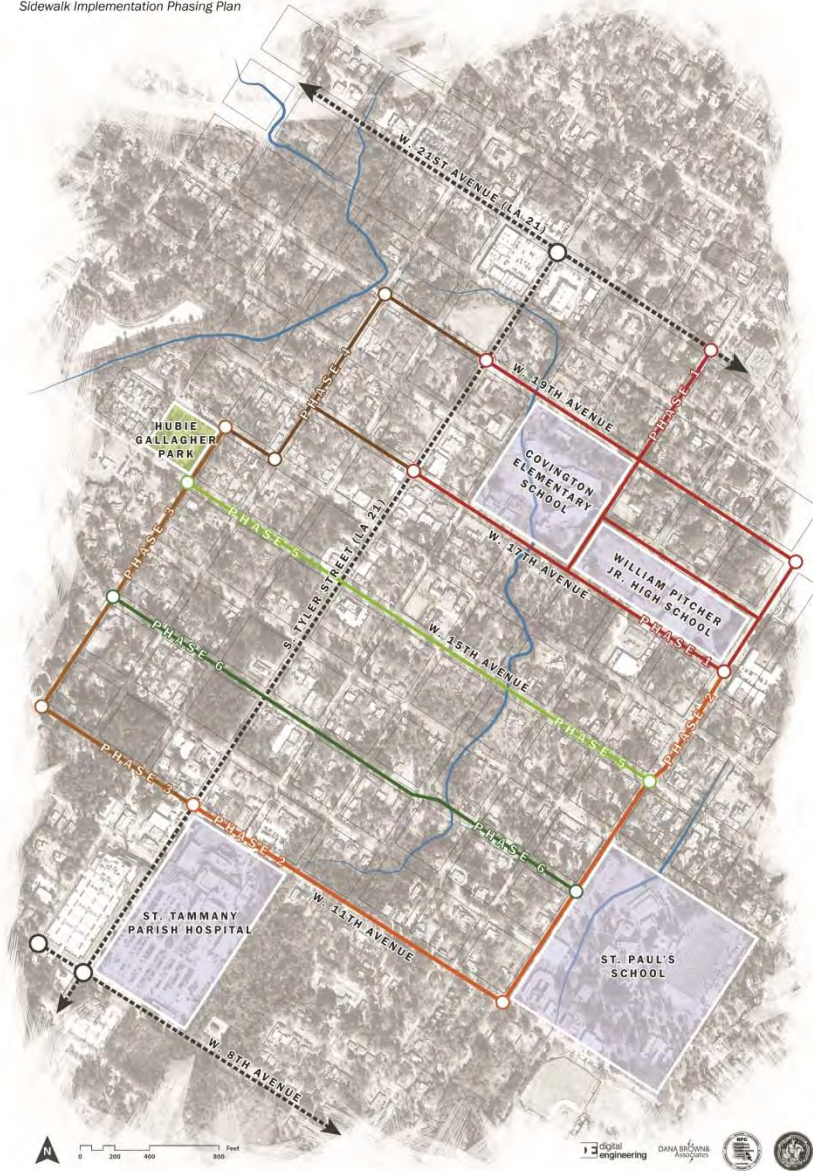 Sidewalk Implementation Phasing Plan
W. 21ST AVENUE (LA 21)
PHASE 1
PHASE 4
W. 19TH AVENUE
HUBIE
GALLAGHER
PARK
COVINGTON
ELEMENTARY
SCHOOL
PHASE 3
PHASE 5
S. TYLER STREET (LA 21)
W. 17TH AVENUE
WILLIAM PITCHER
JR. HIGH SCHOOL
PHASE 1
PHASE 6
W. 15TH AVENUE
PHASE 2
PHASE 5
PHASE 3
PHASE 2
PHASE 6
W. 11TH AVENUE
ST. TAMMANY
PARISH HOSPITAL
ST. PAUL'S
SCHOOL
W. 8TH AVENUE
N
0 200 400 800 Feet
digital
engineering
DANA BROWN &
Associates
RPC